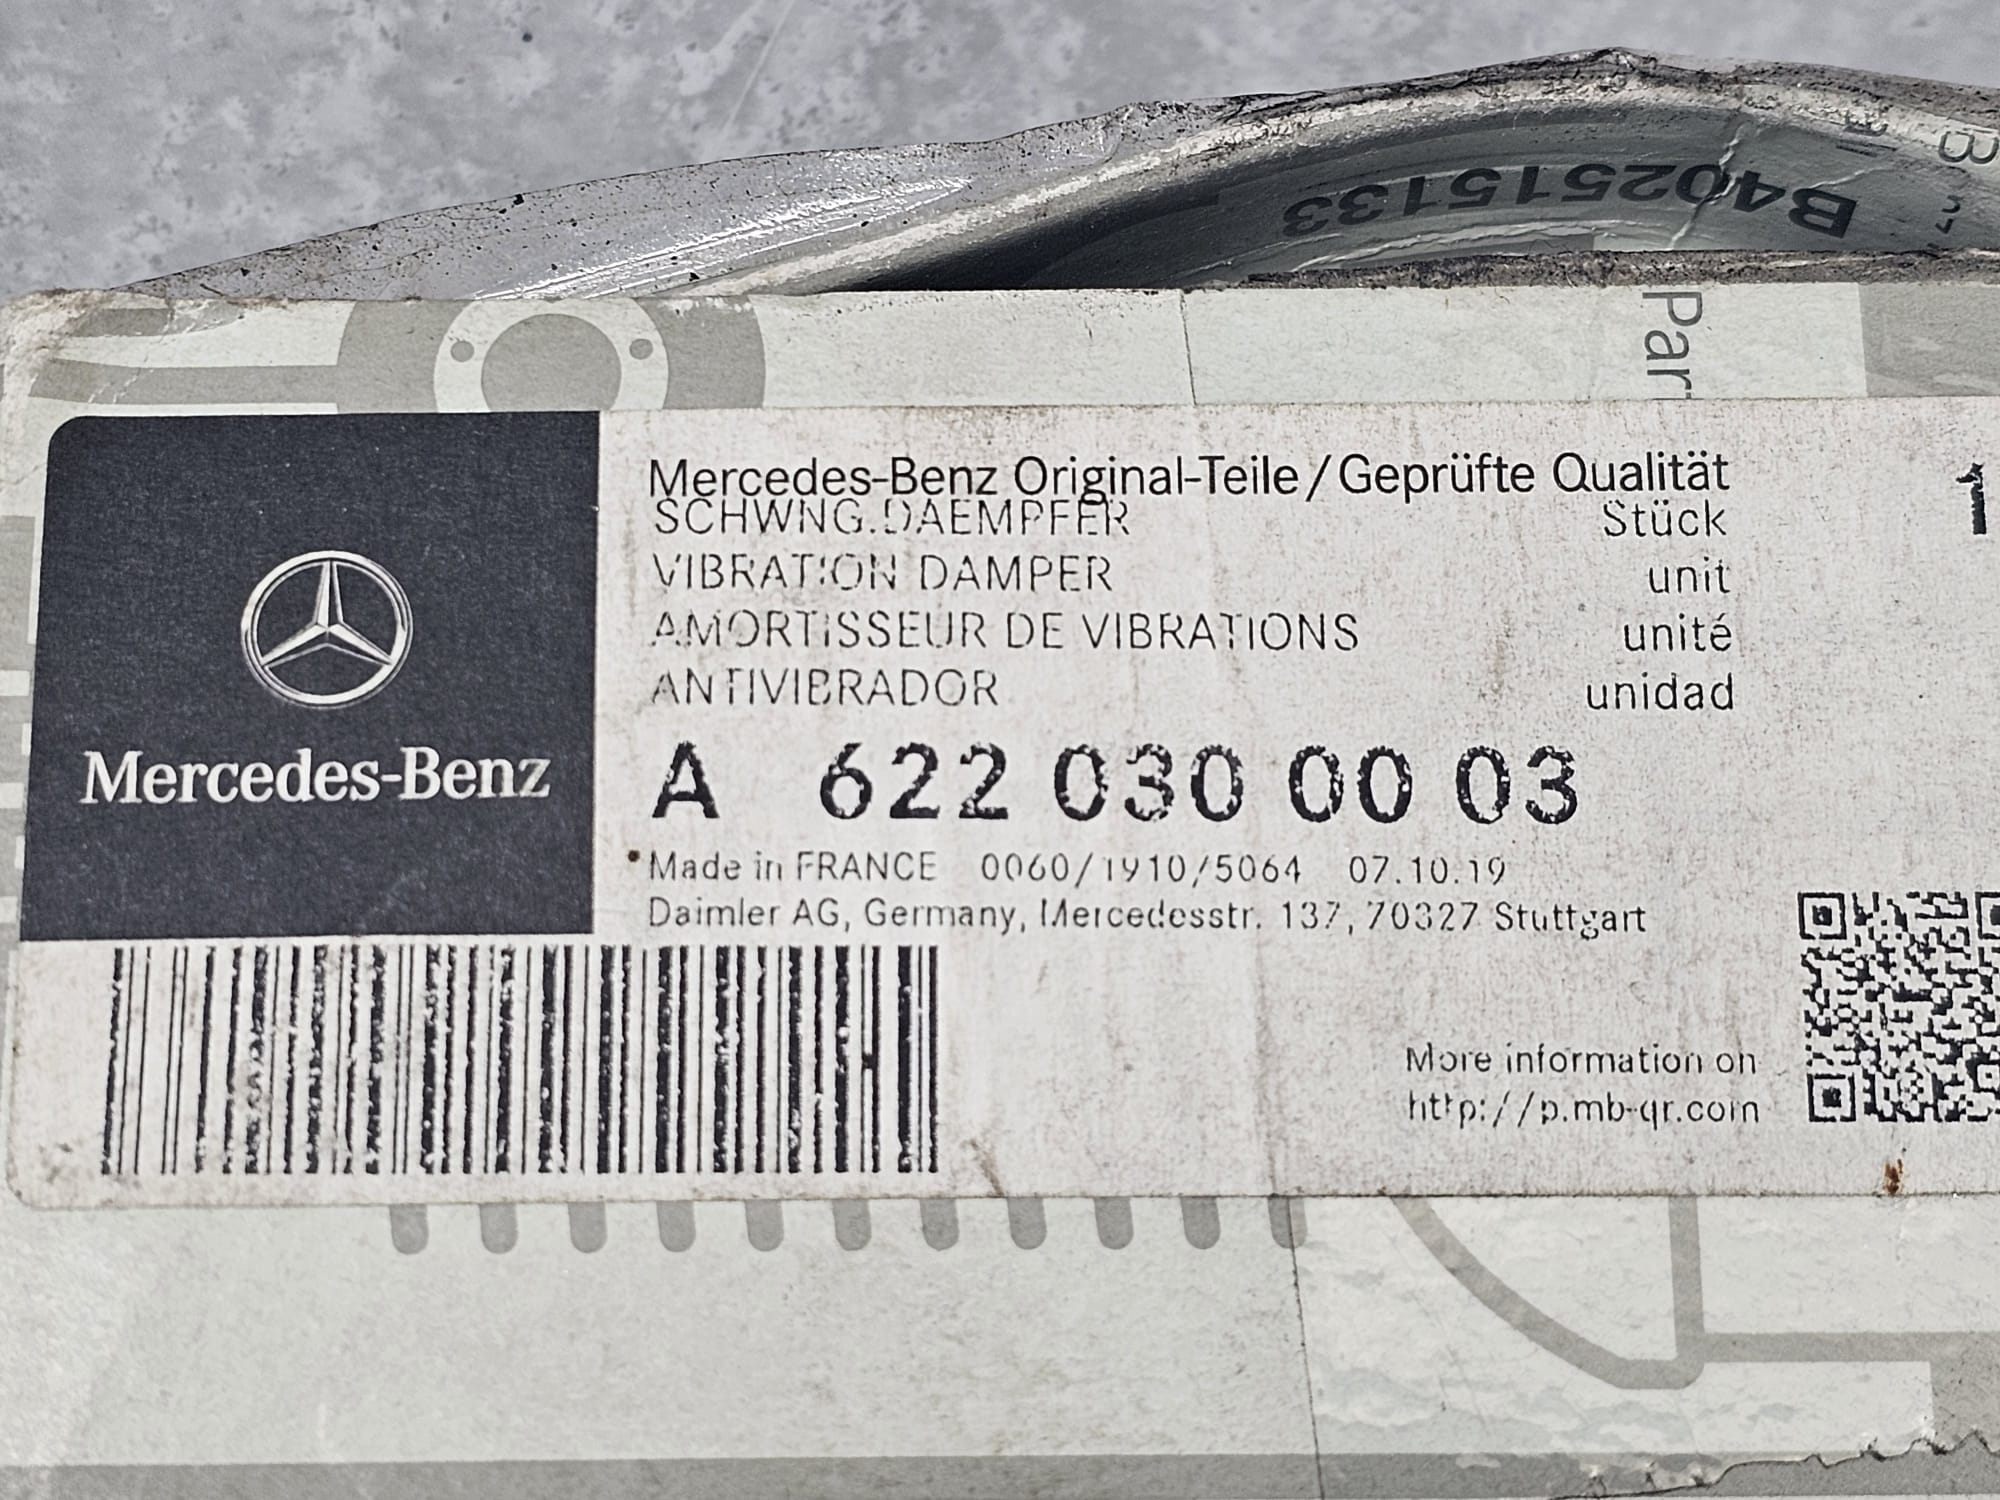 B402515133
Par
Mercedes-Benz Original-Teile/Geprüfte Qualität
SCHWNG.DAEMPFER Stück 1
VIBRATION DAMPER unit
AMORTISSEUR DE VIBRATIONS unité
ANTIVIBRADOR unidad
Mercedes-Benz
A 622 030 00 03
Made in FRANCE 0060/1910/5064 07.10.19
Daimler AG, Germany, Mercedesstr. 137, 70327 Stuttgart
More information on
http://p.mb-qr.com